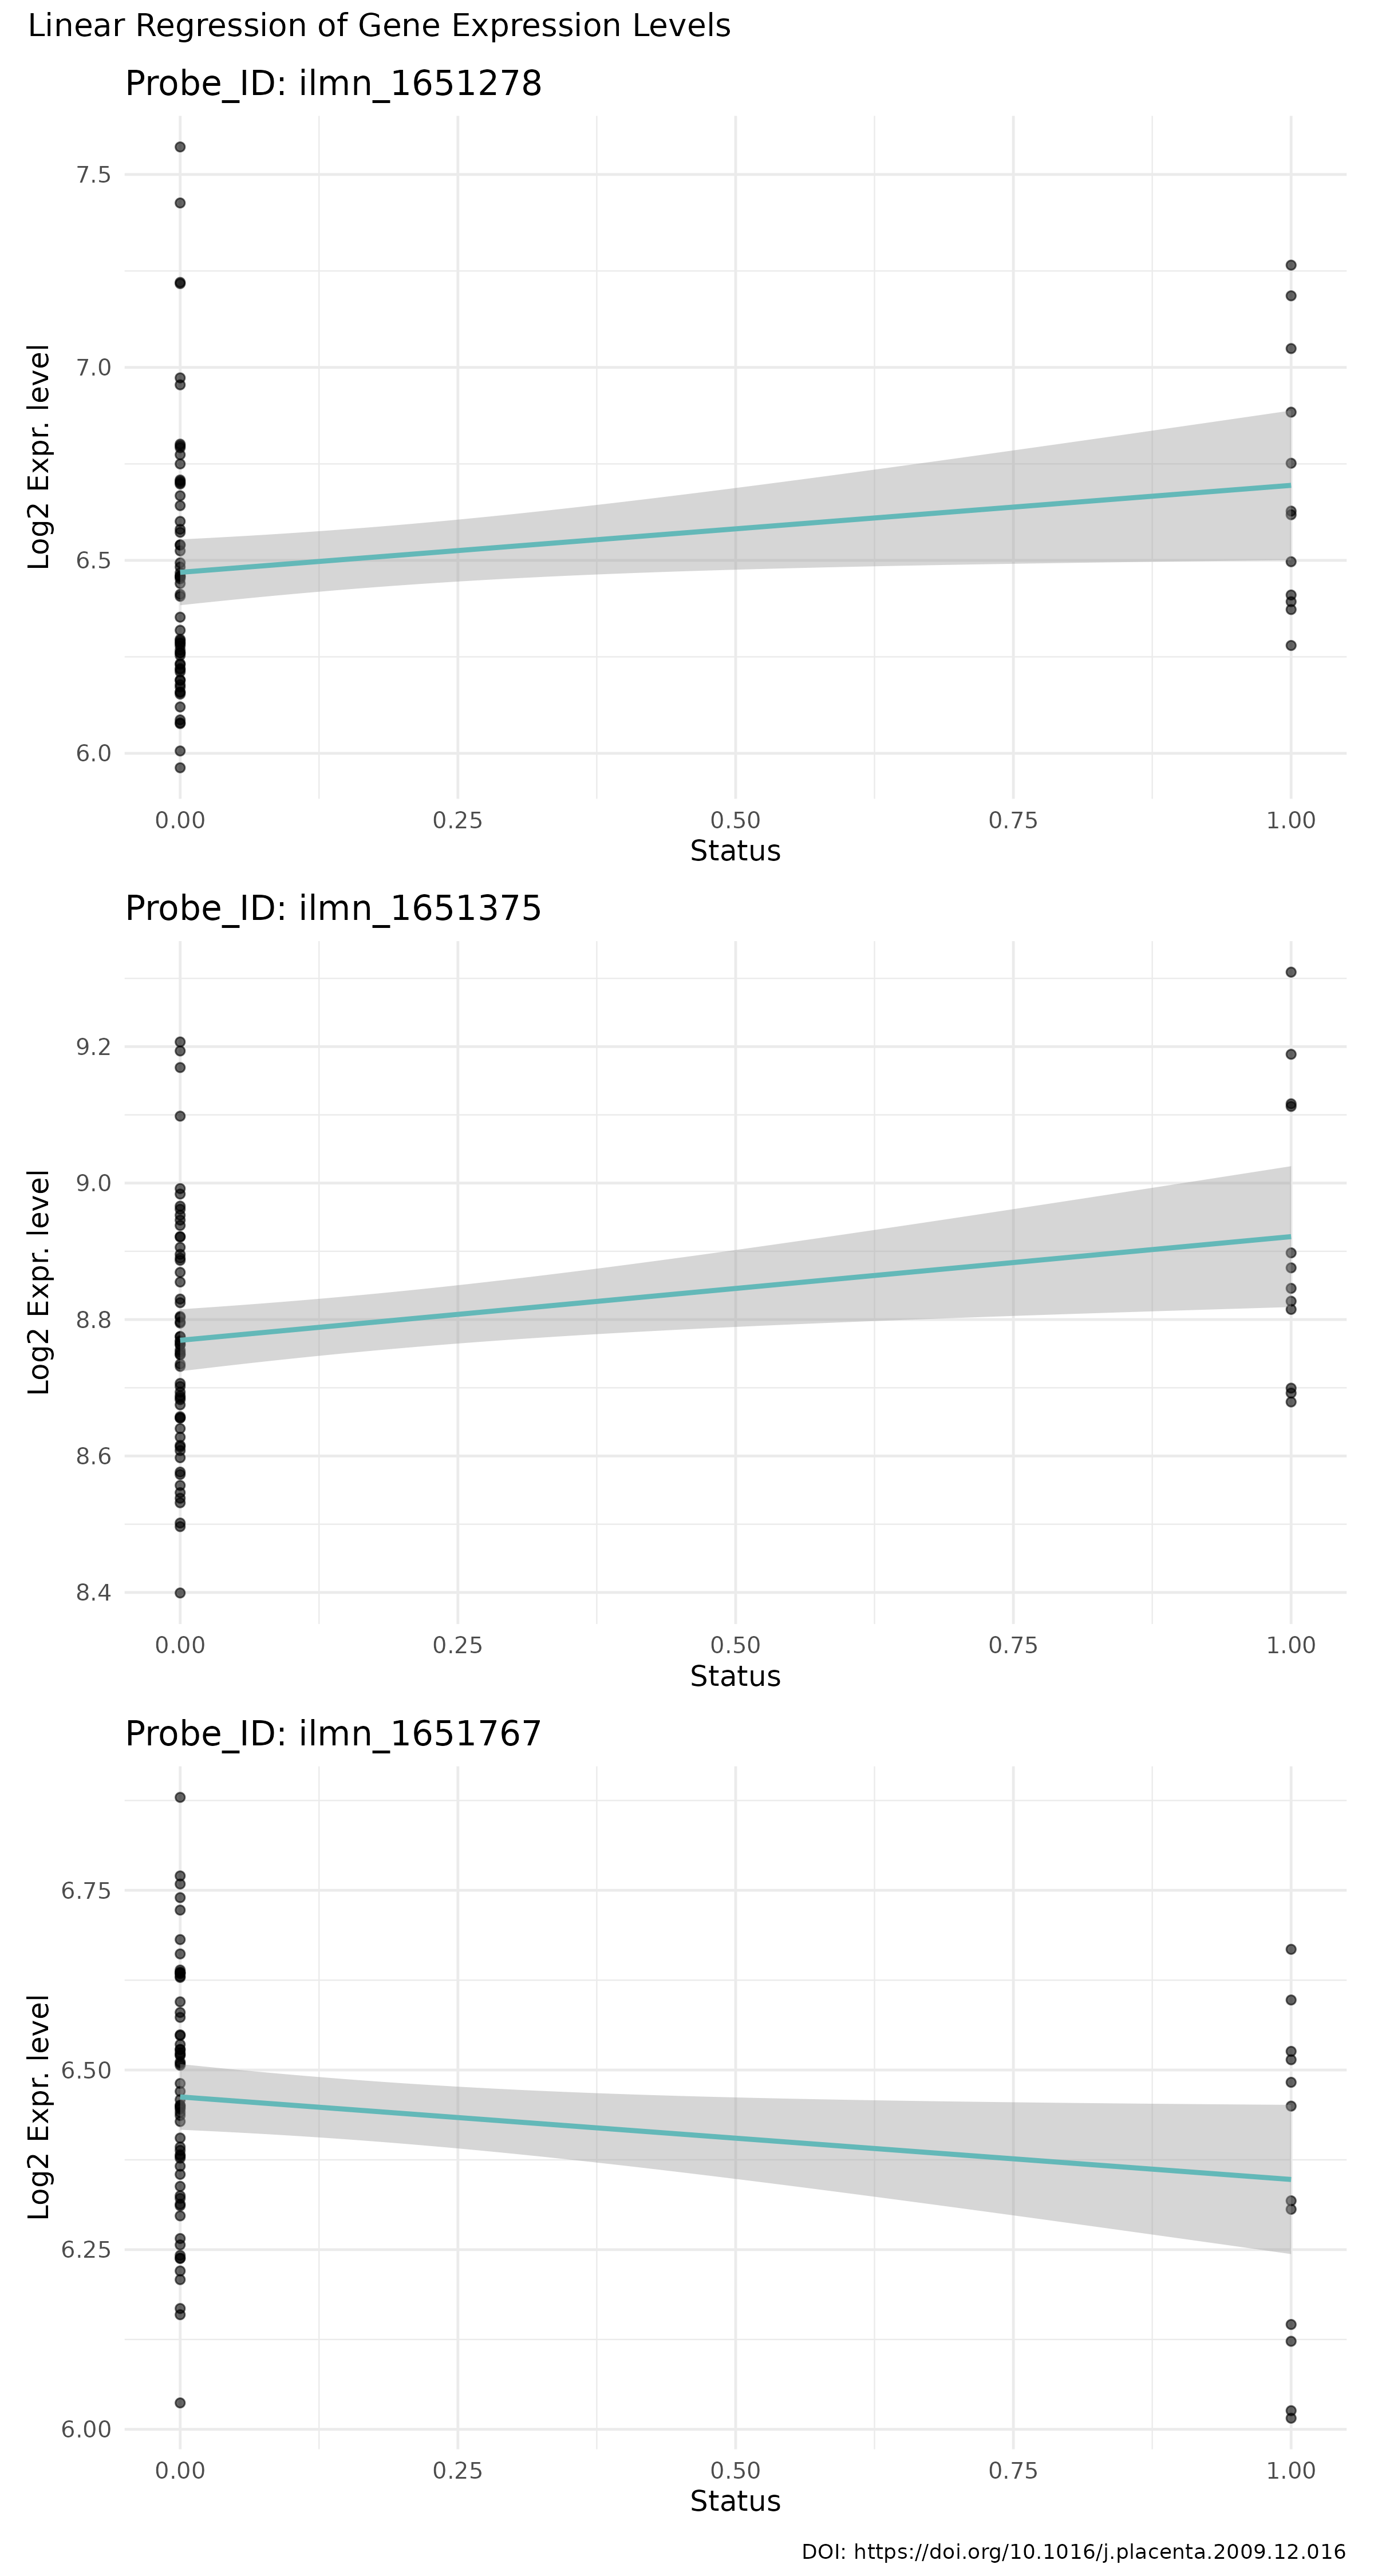 Linear Regression of Gene Expression Levels
Probe_ID: ilmn_1651278
Log2 Expr. level
7.5
7.0
6.5
6.0
0.00 0.25 0.50 0.75 1.00
Status
Probe_ID: ilmn_1651375
Log2 Expr. level
9.2
9.0
8.8
8.6
8.4
0.00 0.25 0.50 0.75 1.00
Status
Probe_ID: ilmn_1651767
Log2 Expr. level
6.75
6.50
6.25
6.00
0.00 0.25 0.50 0.75 1.00
Status
DOI: https://doi.org/10.1016/j.placenta.2009.12.016